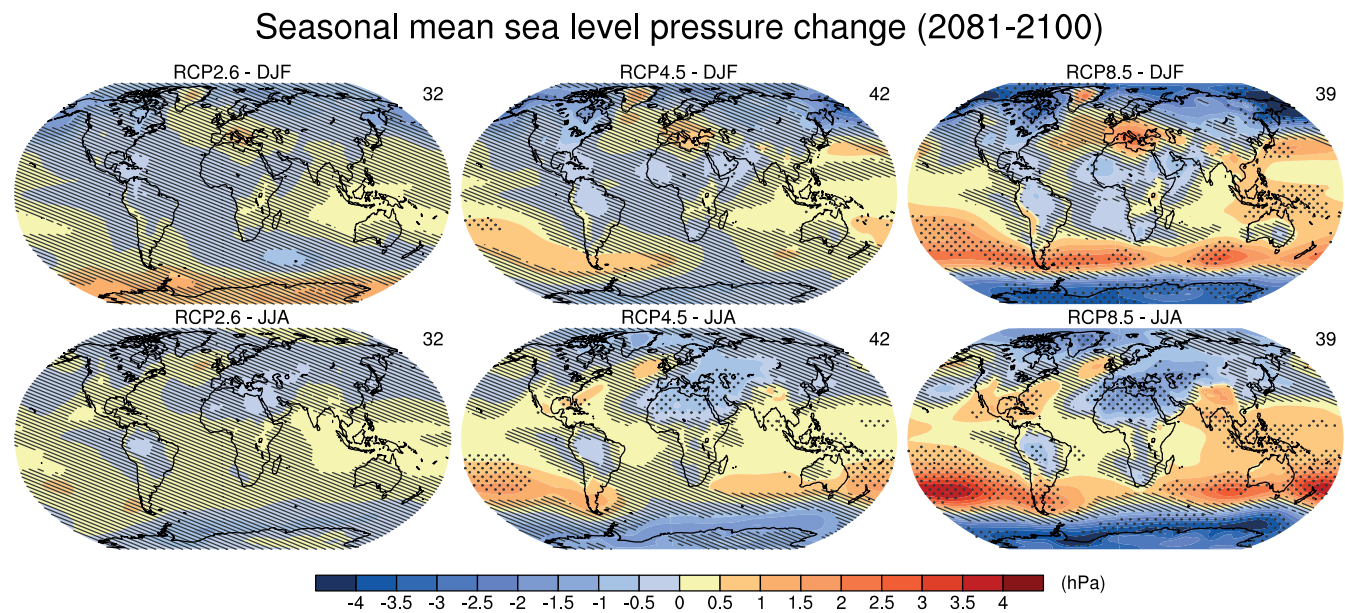 Seasonal mean sea level pressure change (2081-2100)
RCP2.6 - DJF
32
RCP4.5 - DJF
42
RCP8.5 - DJF
39
RCP2.6 - JJA
32
RCP4.5 - JJA
42
RCP8.5 - JJA
39
(hPa)
-4 -3.5 -3 -2.5 -2 -1.5 -1 -0.5 0 0.5 1 1.5 2 2.5 3 3.5 4